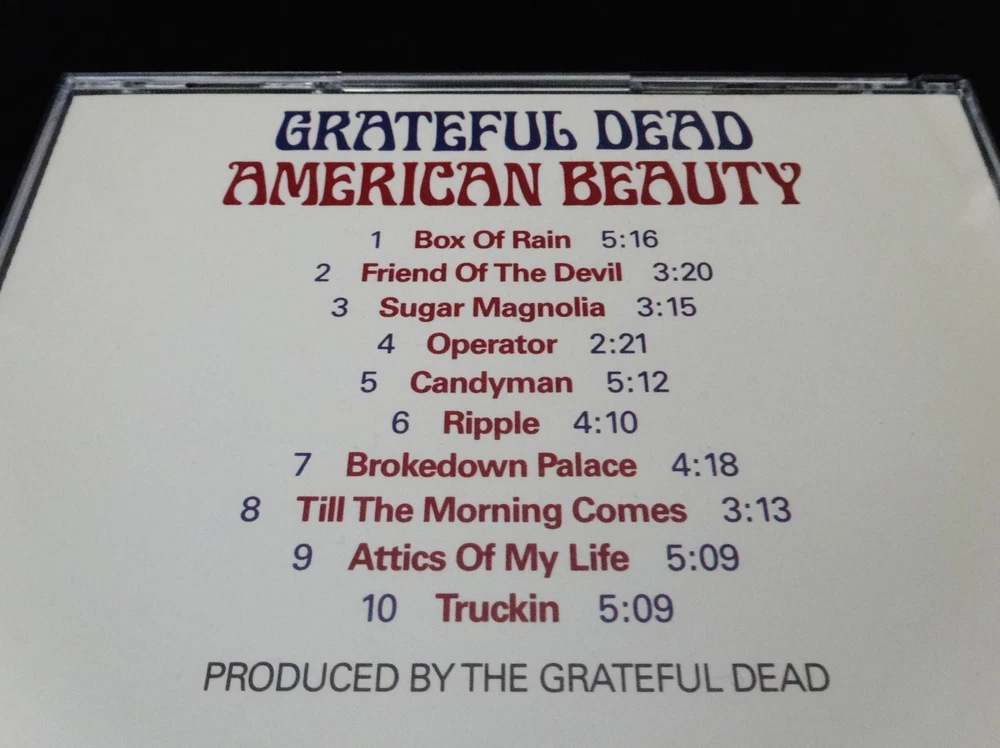 GRATEFUL DEAD
AMERICAN BEAUTY
1 Box Of Rain 5:16
2 Friend Of The Devil 3:20
3 Sugar Magnolia 3:15
4 Operator 2:21
5 Candyman 5:12
6 Ripple 4:10
7 Brokedown Palace 4:18
8 Till The Morning Comes 3:13
9 Attics Of My Life 5:09
10 Truckin 5:09
PRODUCED BY THE GRATEFUL DEAD